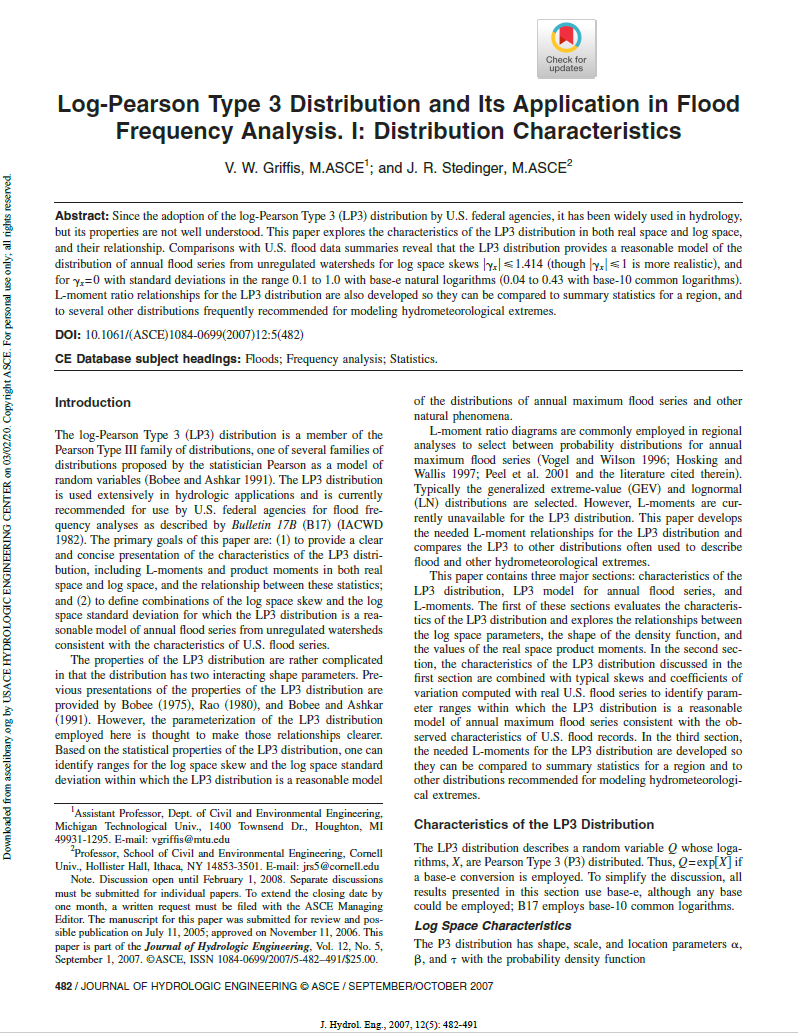 Check for
updates
Log-Pearson Type 3 Distribution and Its Application in Flood
Frequency Analysis. I: Distribution Characteristics
V. W. Griffis, M.ASCE1; and J. R. Stedinger, M.ASCE2
Abstract: Since the adoption of the log-Pearson Type 3 (LP3) distribution by U.S. federal agencies, it has been widely used in hydrology,
but its properties are not well understood. This paper explores the characteristics of the LP3 distribution in both real space and log space,
and their relationship. Comparisons with U.S. flood data summaries reveal that the LP3 distribution provides a reasonable model of the
distribution of annual flood series from unregulated watersheds for log space skews |γx| ≤ 1.414 (though |γx| ≤ 1 is more realistic), and
for γx=0 with standard deviations in the range 0.1 to 1.0 with base-e natural logarithms (0.04 to 0.43 with base-10 common logarithms).
L-moment ratio relationships for the LP3 distribution are also developed so they can be compared to summary statistics for a region, and
to several other distributions frequently recommended for modeling hydrometeorological extremes.
DOI: 10.1061/(ASCE)1084-0699(2007)12:5(482)
CE Database subject headings: Floods; Frequency analysis; Statistics.
Introduction
The log-Pearson Type 3 (LP3) distribution is a member of the
Pearson Type III family of distributions, one of several families of
distributions proposed by the statistician Pearson as a model of
random variables (Bobee and Ashkar 1991). The LP3 distribution
is used extensively in hydrologic applications and is currently
recommended for use by U.S. federal agencies for flood fre-
quency analyses as described by Bulletin 17B (B17) (IACWD
1982). The primary goals of this paper are: (1) to provide a clear
and concise presentation of the characteristics of the LP3 distri-
bution, including L-moments and product moments in both real
space and log space, and the relationship between these statistics;
and (2) to define combinations of the log space skew and the log
space standard deviation for which the LP3 distribution is a rea-
sonable model of annual flood series from unregulated watersheds
consistent with the characteristics of U.S. flood series.
The properties of the LP3 distribution are rather complicated
in that the distribution has two interacting shape parameters. Pre-
vious presentations of the properties of the LP3 distribution are
provided by Bobee (1975), Rao (1980), and Bobee and Ashkar
(1991). However, the parameterization of the LP3 distribution
employed here is thought to make those relationships clearer.
Based on the statistical properties of the LP3 distribution, one can
identify ranges for the log space skew and the log space standard
deviation within which the LP3 distribution is a reasonable model
1Assistant Professor, Dept. of Civil and Environmental Engineering,
Michigan Technological Univ., 1400 Townsend Dr., Houghton, MI
49931-1295. E-mail: vgriffis@mtu.edu
2Professor, School of Civil and Environmental Engineering, Cornell
Univ., Hollister Hall, Ithaca, NY 14853-3501. E-mail: jrs5@cornell.edu
Note. Discussion open until February 1, 2008. Separate discussions
must be submitted for individual papers. To extend the closing date by
one month, a written request must be filed with the ASCE Managing
Editor. The manuscript for this paper was submitted for review and pos-
sible publication on July 11, 2005; approved on November 11, 2006. This
paper is part of the Journal of Hydrologic Engineering, Vol. 12, No. 5,
September 1, 2007. ©ASCE, ISSN 1084-0699/2007/5-482–491/$25.00.
of the distributions of annual maximum flood series and other
natural phenomena.
L-moment ratio diagrams are commonly employed in regional
analyses to select between probability distributions for annual
maximum flood series (Vogel and Wilson 1996; Hosking and
Wallis 1997; Peel et al. 2001 and the literature cited therein).
Typically the generalized extreme-value (GEV) and lognormal
(LN) distributions are selected. However, L-moments are cur-
rently unavailable for the LP3 distribution. This paper develops
the needed L-moment relationships for the LP3 distribution and
compares the LP3 to other distributions often used to describe
flood and other hydrometeorological extremes.
This paper contains three major sections: characteristics of the
LP3 distribution, LP3 model for annual flood series, and
L-moments. The first of these sections evaluates the characteris-
tics of the LP3 distribution and explores the relationships between
the log space parameters, the shape of the density function, and
the values of the real space product moments. In the second sec-
tion, the characteristics of the LP3 distribution discussed in the
first section are combined with typical skews and coefficients of
variation computed with real U.S. flood series to identify param-
eter ranges within which the LP3 distribution is a reasonable
model of annual maximum flood series consistent with the ob-
served characteristics of U.S. flood records. In the third section,
the needed L-moments for the LP3 distribution are developed so
they can be compared to summary statistics for a region and to
other distributions recommended for modeling hydrometeorologi-
cal extremes.
Characteristics of the LP3 Distribution
The LP3 distribution describes a random variable Q whose loga-
rithms, X, are Pearson Type 3 (P3) distributed. Thus, Q=exp[X] if
a base-e conversion is employed. To simplify the discussion, all
results presented in this section use base-e, although any base
could be employed; B17 employs base-10 common logarithms.
Log Space Characteristics
The P3 distribution has shape, scale, and location parameters α,
β, and τ with the probability density function
482 / JOURNAL OF HYDROLOGIC ENGINEERING © ASCE / SEPTEMBER/OCTOBER 2007
J. Hydrol. Eng., 2007, 12(5): 482-491
Downloaded from ascelibrary.org by USACE HYDROLOGIC ENGINEERING CENTER on 03/02/20. Copyright ASCE. For personal use only; all rights reserved.